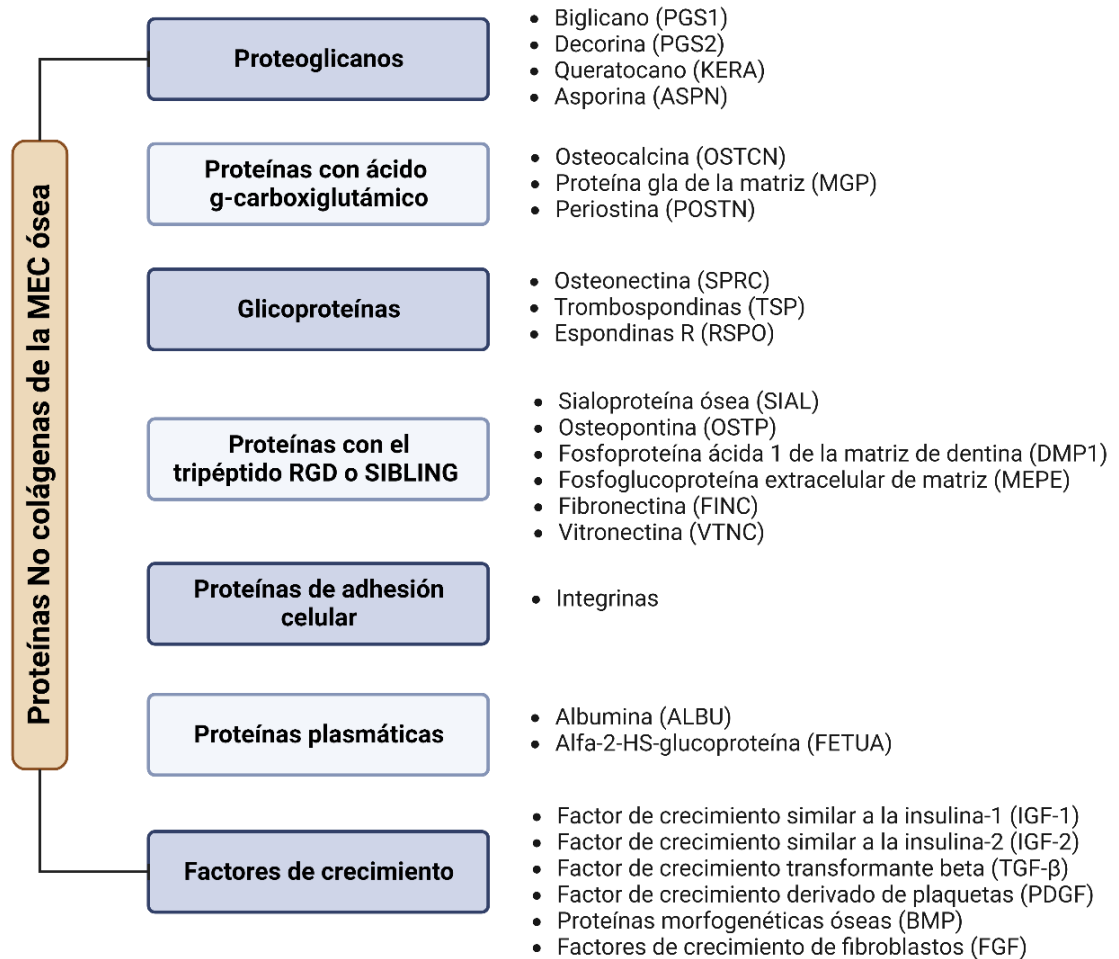 Proteínas No colágenas de la MEC ósea
Proteoglicanos
• Biglicano (PGS1)
• Decorina (PGS2)
• Queratocano (KERA)
• Asporina (ASPN)
Proteínas con ácido
g-carboxiglutámico
• Osteocalcina (OSTCN)
• Proteína gla de la matriz (MGP)
• Periostina (POSTN)
Glicoproteínas
• Osteonectina (SPRC)
• Trombospondinas (TSP)
• Espondinas R (RSPO)
Proteínas con el
tripéptido RGD o SIBLING
• Sialoproteína ósea (SIAL)
• Osteopontina (OSTP)
• Fosfoproteína ácida 1 de la matriz de dentina (DMP1)
• Fosfoglucoproteína extracelular de matriz (MEPE)
• Fibronectina (FINC)
• Vitronectina (VTNC)
Proteínas de adhesión
celular
• Integrinas
Proteínas plasmáticas
• Albumina (ALBU)
• Alfa-2-HS-glucoproteína (FETUA)
Factores de crecimiento
• Factor de crecimiento similar a la insulina-1 (IGF-1)
• Factor de crecimiento similar a la insulina-2 (IGF-2)
• Factor de crecimiento transformante beta (TGF-β)
• Factor de crecimiento derivado de plaquetas (PDGF)
• Proteínas morfogenéticas óseas (BMP)
• Factores de crecimiento de fibroblastos (FGF)